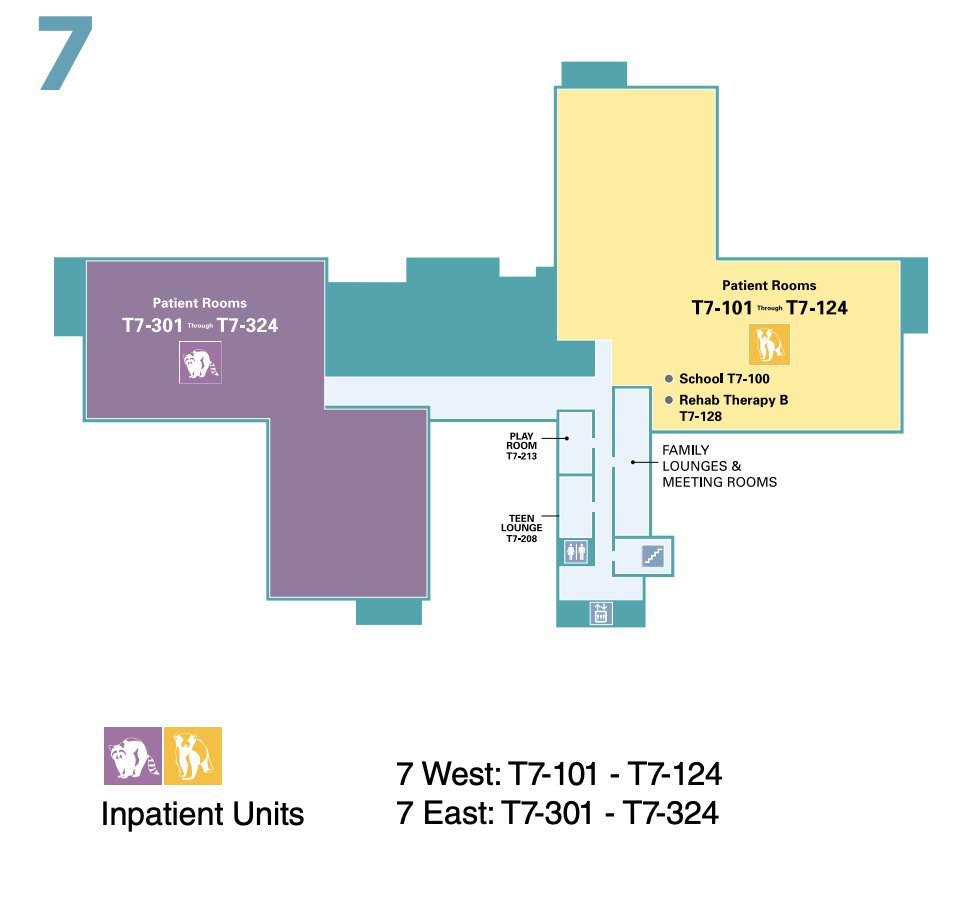 7
Patient Rooms
T7-101 Through T7-124
School T7-100
Rehab Therapy B
T7-128
Patient Rooms
T7-301 Through T7-324
PLAY
ROOM
T7-213
FAMILY
LOUNGES &
MEETING ROOMS
TEEN
LOUNGE
T7-208
Inpatient Units
7 West: T7-101 - T7-124
7 East: T7-301 - T7-324